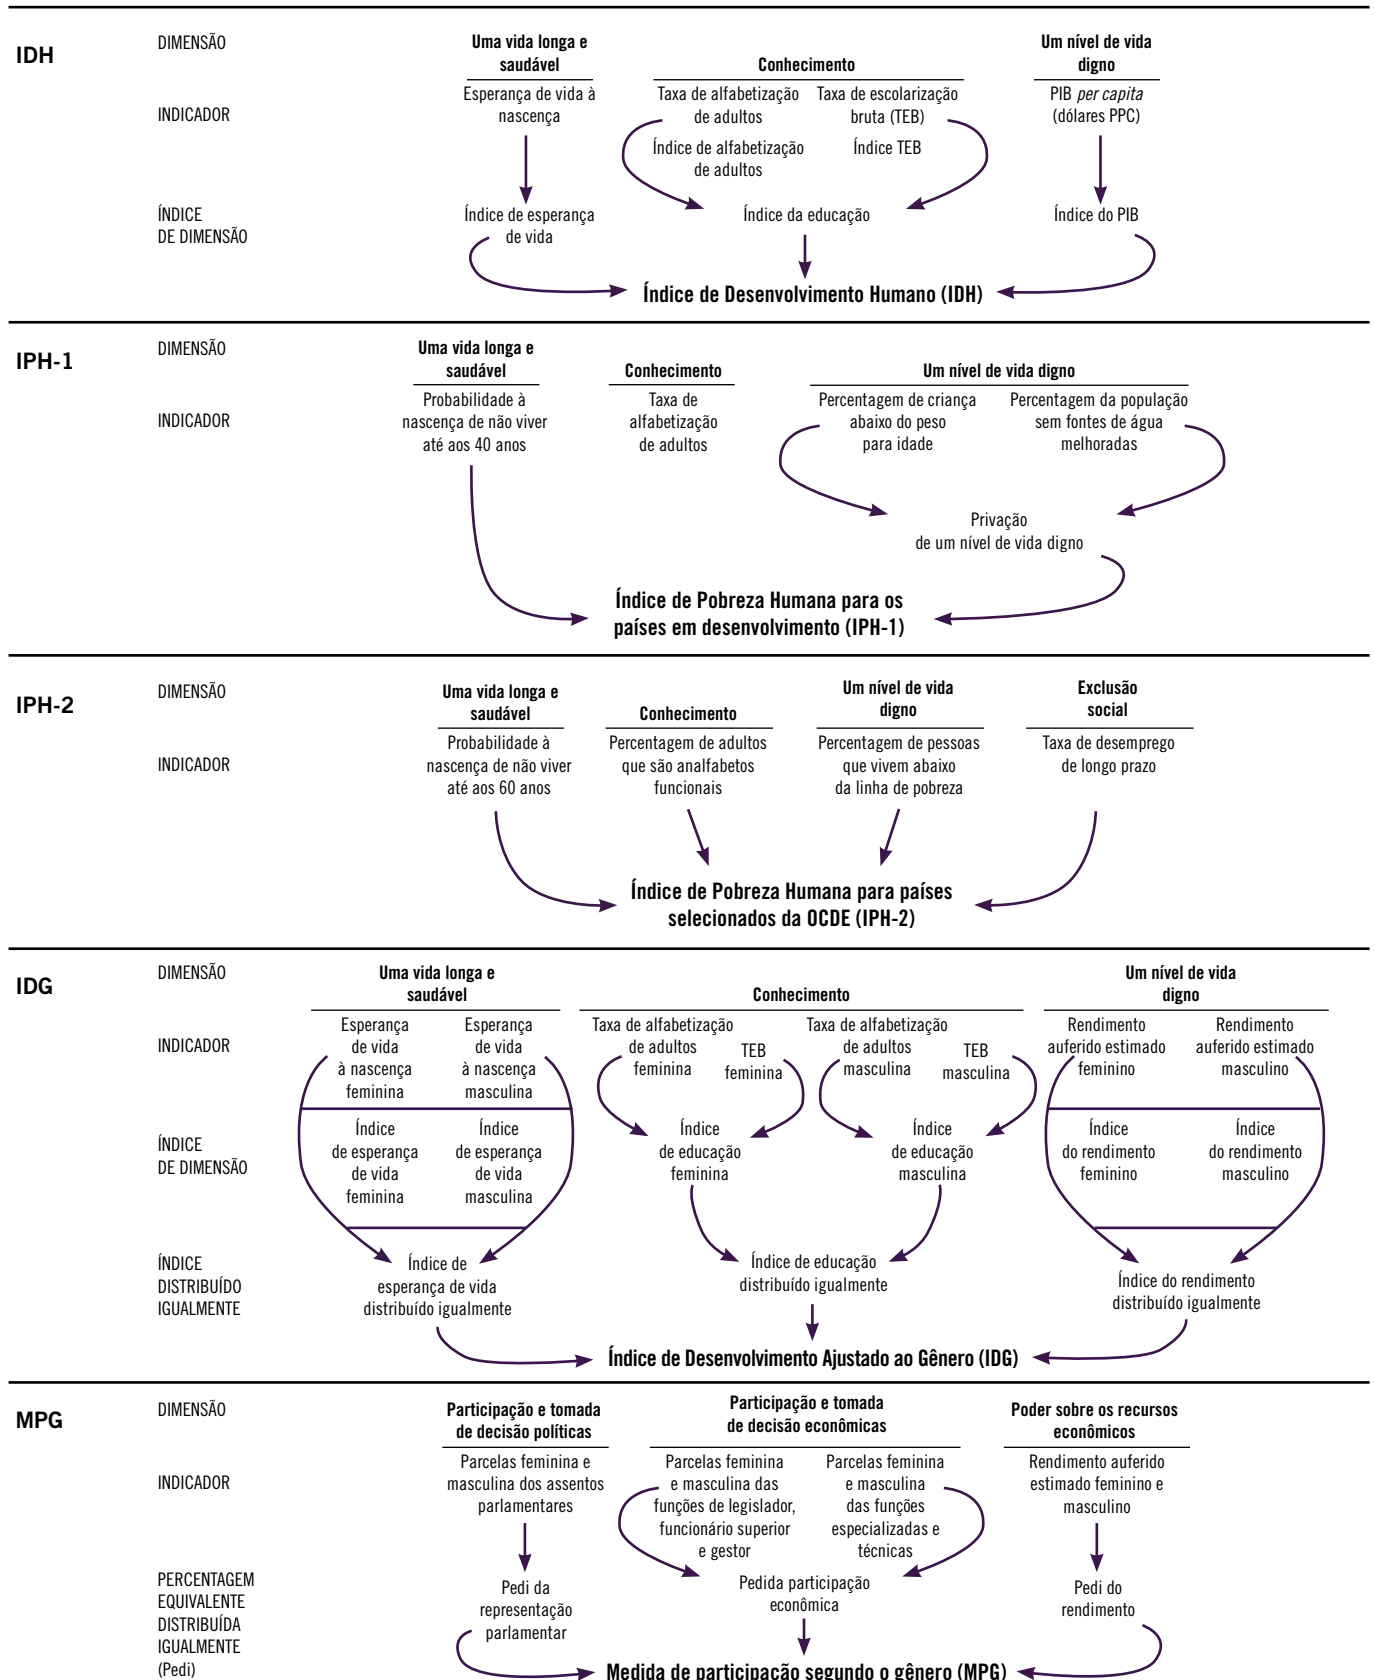 IDH
DIMENSÃO
Uma vida longa e
saudável
Conhecimento
Um nível de vida
digno
INDICADOR
Esperança de vida à
nascença
Taxa de alfabetização
de adultos
Taxa de escolarização
bruta (TEB)
PIB per capita
(dólares PPC)
Índice de alfabetização
de adultos
Índice TEB
ÍNDICE
DE DIMENSÃO
Índice de esperança
de vida
Índice da educação
Índice do PIB
Índice de Desenvolvimento Humano (IDH)
IPH-1
DIMENSÃO
Uma vida longa e
saudável
Conhecimento
Um nível de vida digno
INDICADOR
Probabilidade à
nascença de não viver
até aos 40 anos
Taxa de
alfabetização
de adultos
Percentagem de criança
abaixo do peso
para idade
Percentagem da população
sem fontes de água
melhoradas
Privação
de um nível de vida digno
Índice de Pobreza Humana para os
países em desenvolvimento (IPH-1)
IPH-2
DIMENSÃO
Uma vida longa e
saudável
Conhecimento
Um nível de vida
digno
Exclusão
social
INDICADOR
Probabilidade à
nascença de não viver
até aos 60 anos
Percentagem de adultos
que são analfabetos
funcionais
Percentagem de pessoas
que vivem abaixo
da linha de pobreza
Taxa de desemprego
de longo prazo
Índice de Pobreza Humana para países
selecionados da OCDE (IPH-2)
IDG
DIMENSÃO
Uma vida longa e
saudável
Conhecimento
Um nível de vida
digno
INDICADOR
Esperança
de vida
à nascença
feminina
Esperança
de vida
à nascença
masculina
Taxa de alfabetização
de adultos
feminina
TEB
feminina
Taxa de alfabetização
de adultos
masculina
TEB
masculina
Rendimento
auferido estimado
feminino
Rendimento
auferido estimado
masculino
ÍNDICE
DE DIMENSÃO
Índice
de esperança
de vida
feminina
Índice
de esperança
de vida
masculina
Índice
de educação
feminina
Índice
de educação
masculina
Índice
do rendimento
feminino
Índice
do rendimento
masculino
ÍNDICE
DISTRIBUÍDO
IGUALMENTE
Índice de
esperança de vida
distribuído igualmente
Índice de educação
distribuído igualmente
Índice do rendimento
distribuído igualmente
Índice de Desenvolvimento Ajustado ao Gênero (IDG)
MPG
DIMENSÃO
Participação e tomada
de decisão políticas
Participação e tomada
de decisão econômicas
Poder sobre os recursos
econômicos
INDICADOR
Parcelas feminina e
masculina dos assentos
parlamentares
Parcelas feminina
e masculina das
funções de legislador,
funcionário superior
e gestor
Parcelas feminina
e masculina
das funções
especializadas e
técnicas
Rendimento auferido
estimado feminino e
masculino
PERCENTAGEM
EQUIVALENTE
DISTRIBUÍDA
IGUALMENTE
(Pedi)
Pedi da
representação
parlamentar
Pedida participação
econômica
Pedi do
rendimento
Medida de participação segundo o gênero (MPG)